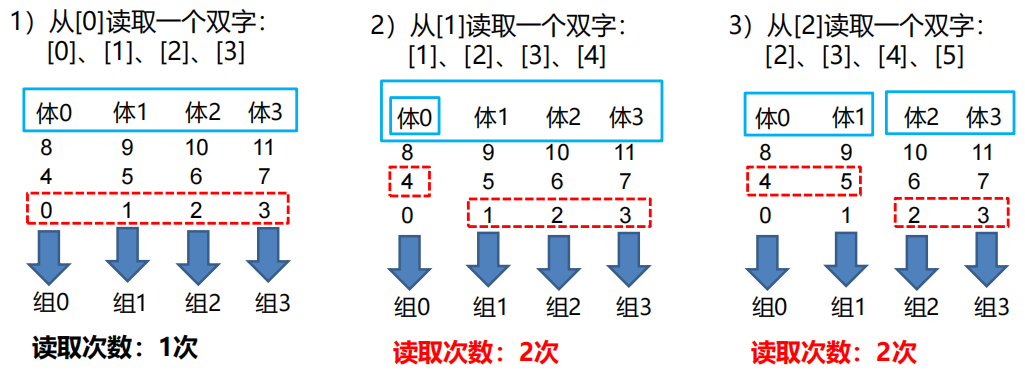 1）从[0]读取一个双字：
[0]、[1]、[2]、[3]
体0 体1 体2 体3
8 9 10 11
4 5 6 7
0 1 2 3
组0 组1 组2 组3
读取次数：1次
2）从[1]读取一个双字：
[1]、[2]、[3]、[4]
体0 体1 体2 体3
8 9 10 11
4 5 6 7
0 1 2 3
组0 组1 组2 组3
读取次数：2次
3）从[2]读取一个双字：
[2]、[3]、[4]、[5]
体0 体1 体2 体3
8 9 10 11
4 5 6 7
0 1 2 3
组0 组1 组2 组3
读取次数：2次